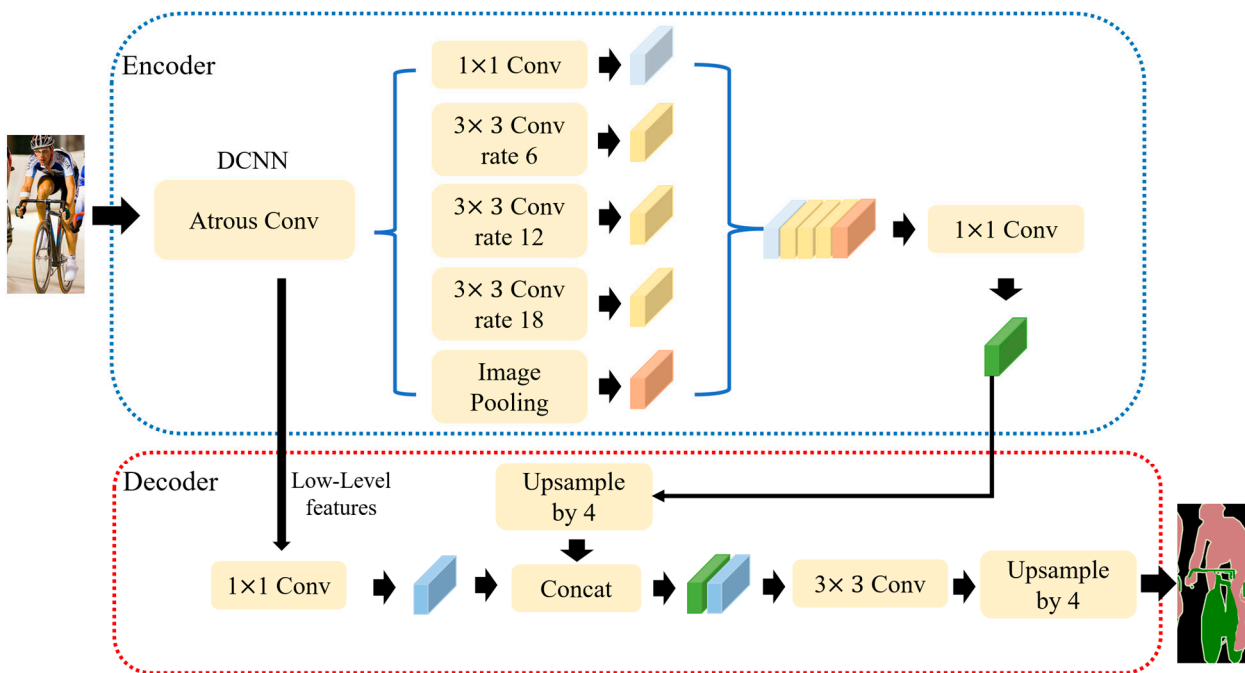 Encoder
DCNN
Atrous Conv
1×1 Conv
3× 3 Conv
rate 6
3× 3 Conv
rate 12
3× 3 Conv
rate 18
Image
Pooling
1×1 Conv
Decoder
Low-Level
features
Upsample
by 4
1×1 Conv
Concat
3× 3 Conv
Upsample
by 4